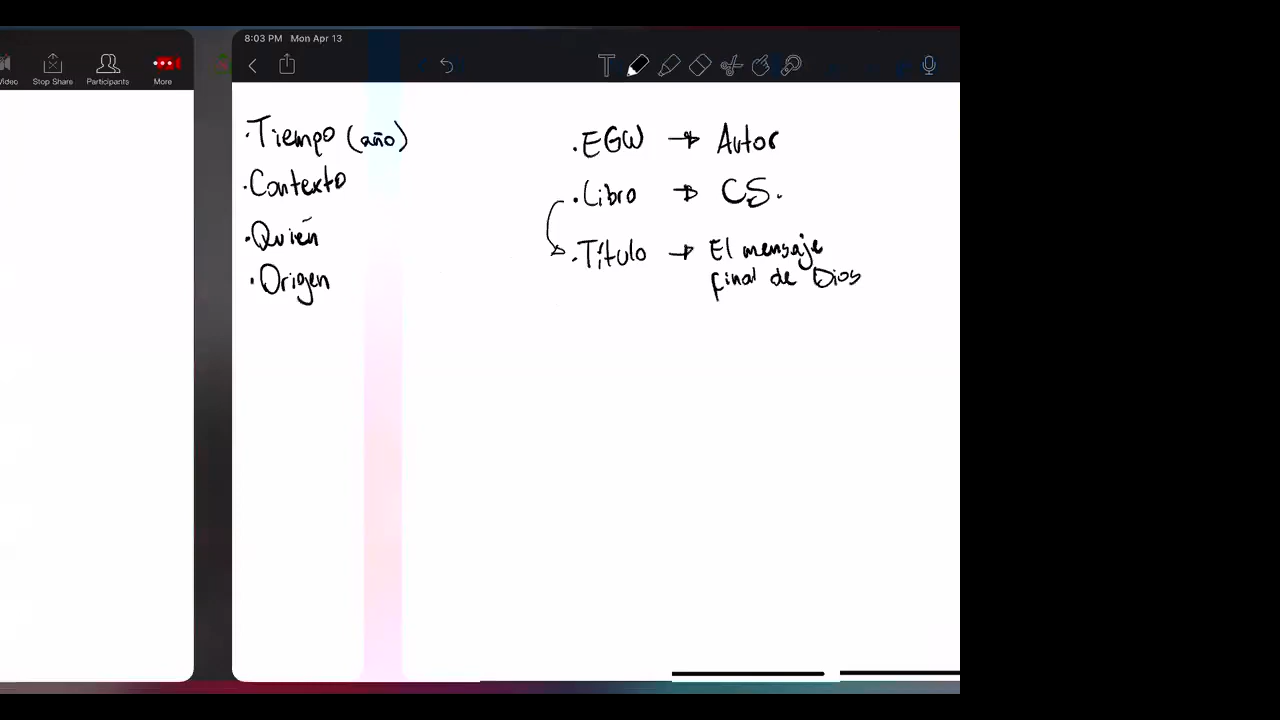 8:03 PM Mon Apr 13
Stop Share Participants More
·Tiempo (año)
·Contexto
·Quién
·Origen
·EGW → Autor
·Libro → CS.
·Título → El mensaje
final de Dios